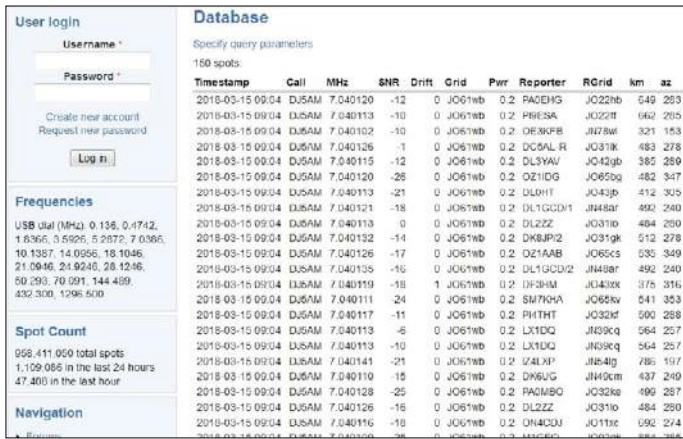 User login
Username *
Password *
Create new account
Request new password
Log in
Frequencies
USB dial (MHz): 0.136, 0.4742,
1.8366, 3.5926, 5.2872, 7.0386,
10.1387, 14.0956, 18.1046,
21.0946, 24.9246, 28.1246,
50.293, 70.091, 144.489,
432.300, 1296.500
Spot Count
958,411,090 total spots
1,109,086 in the last 24 hours
47,408 in the last hour
Navigation
Database
Specify query parameters
150 spots:
Timestamp Call MHz SNR Drift Grid Pwr Reporter RGrid km az
2018-03-15 09:04 DJ5AM 7.040120 -12 0 JO61wb 0.2 PA0EHG JO22hb 649 283
2018-03-15 09:04 DJ5AM 7.040113 -10 0 JO61wb 0.2 PI9ESA JO22ff 662 285
2018-03-15 09:04 DJ5AM 7.040102 -10 0 JO61wb 0.2 OE3KFB JN78wl 321 153
2018-03-15 09:04 DJ5AM 7.040126 -1 0 JO61wb 0.2 DC5AL-R JO31lk 483 278
2018-03-15 09:04 DJ5AM 7.040115 -12 0 JO61wb 0.2 DL3YAV JO42gb 385 289
2018-03-15 09:04 DJ5AM 7.040120 -26 0 JO61wb 0.2 OZ1IDG JO65bg 482 347
2018-03-15 09:04 DJ5AM 7.040113 -21 0 JO61wb 0.2 DL0HT JO43jb 412 305
2018-03-15 09:04 DJ5AM 7.040121 -18 0 JO61wb 0.2 DL1GCD/1 JN48ar 492 240
2018-03-15 09:04 DJ5AM 7.040113 0 0 JO61wb 0.2 DL2ZZ JO31lo 484 280
2018-03-15 09:04 DJ5AM 7.040132 -14 0 JO61wb 0.2 DK8JP/2 JO31gk 512 278
2018-03-15 09:04 DJ5AM 7.040126 -17 0 JO61wb 0.2 OZ1AAB JO65cs 535 349
2018-03-15 09:04 DJ5AM 7.040135 -16 0 JO61wb 0.2 DL1GCD/2 JN48ar 492 240
2018-03-15 09:04 DJ5AM 7.040119 -18 1 JO61wb 0.2 DF3HM JO43xx 375 316
2018-03-15 09:04 DJ5AM 7.040111 -24 0 JO61wb 0.2 SM7KHA JO65kv 541 353
2018-03-15 09:04 DJ5AM 7.040117 -11 0 JO61wb 0.2 PI4THT JO32kf 500 288
2018-03-15 09:04 DJ5AM 7.040113 -6 0 JO61wb 0.2 LX1DQ JN39cq 564 257
2018-03-15 09:04 DJ5AM 7.040113 -10 0 JO61wb 0.2 LX1DQ JN39cq 564 257
2018-03-15 09:04 DJ5AM 7.040141 -21 0 JO61wb 0.2 IZ4LXP JN54lg 786 197
2018-03-15 09:04 DJ5AM 7.040110 -15 0 JO61wb 0.2 DK6UG JN49cm 437 249
2018-03-15 09:04 DJ5AM 7.040128 -25 0 JO61wb 0.2 PA0MBO JO32ke 499 287
2018-03-15 09:04 DJ5AM 7.040126 -16 0 JO61wb 0.2 DL2ZZ JO31lo 484 280
2018-03-15 09:04 DJ5AM 7.040116 -18 0 JO61wb 0.2 ON4CDJ JO11xc 692 274